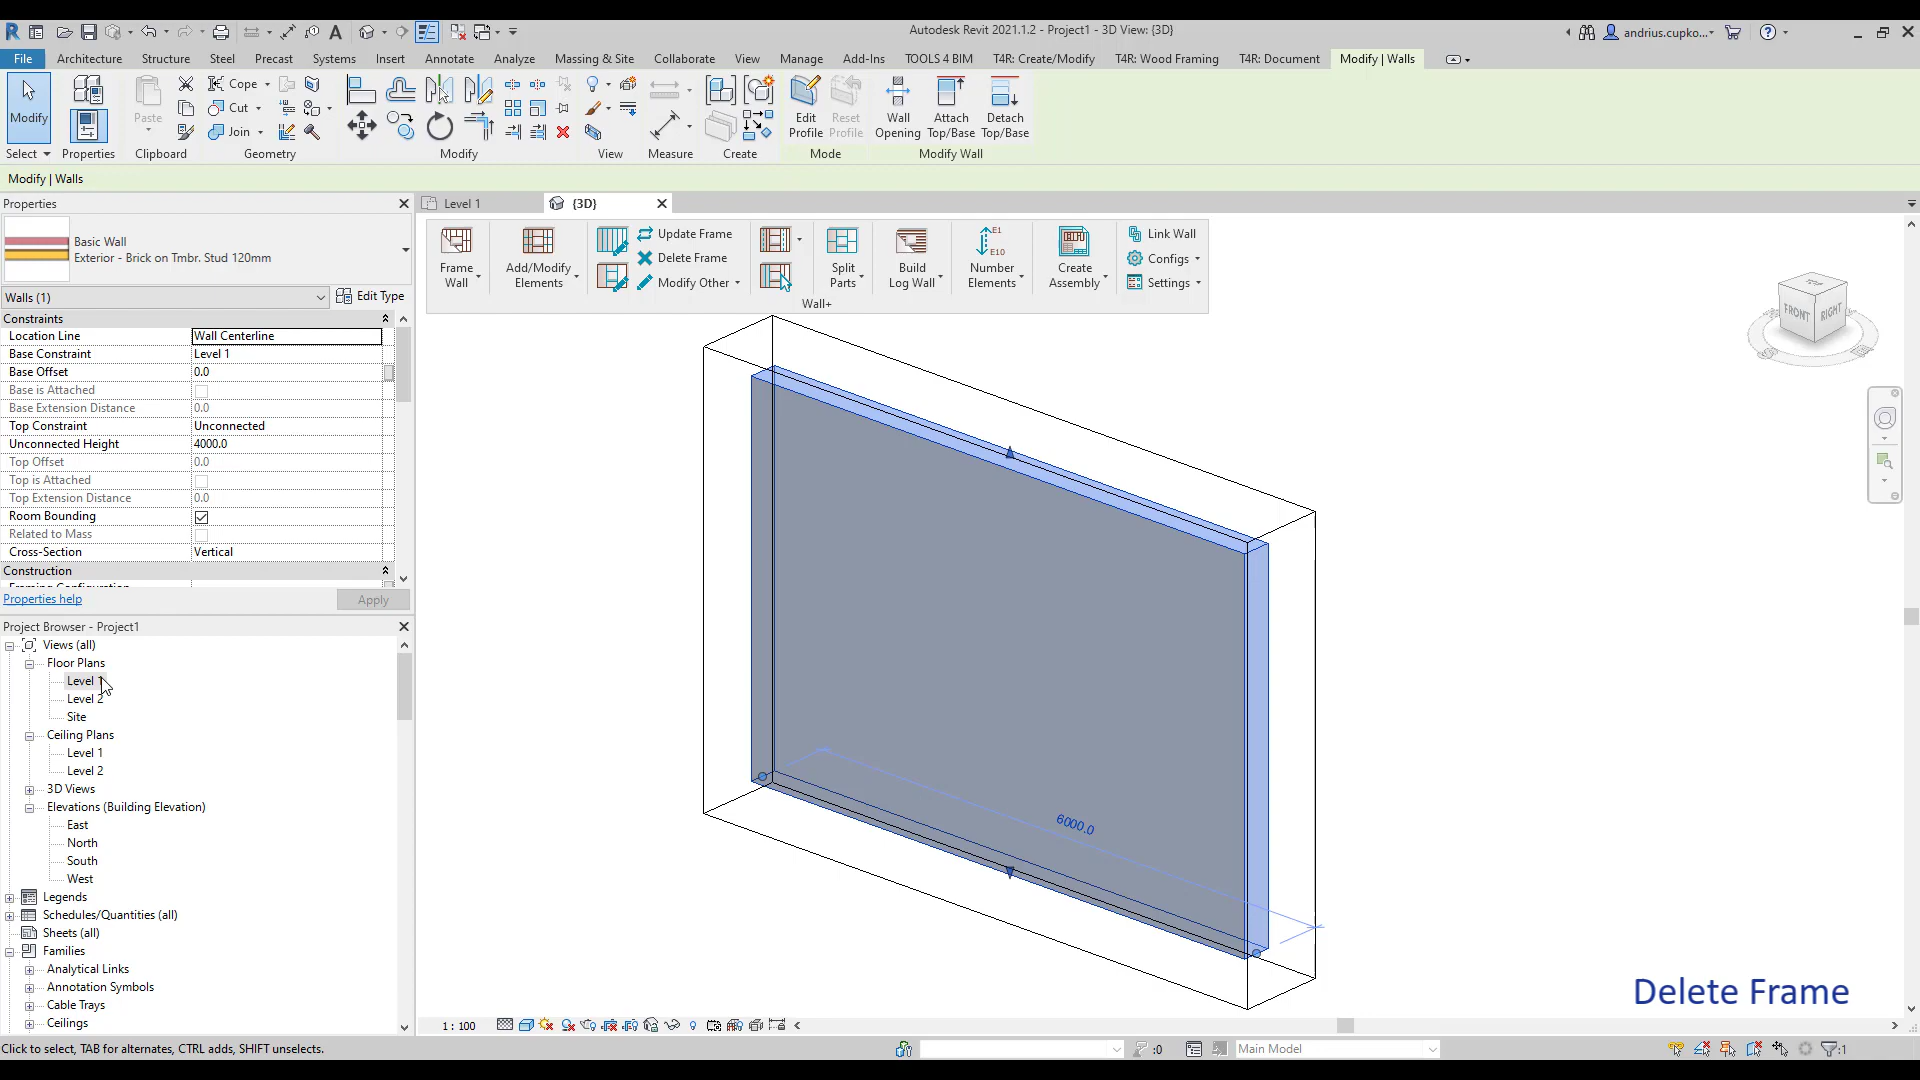 Autodesk Revit 2021.1.2 - Project1 - 3D View: {3D}
andrius.cupko...
File Architecture Structure Steel Precast Systems Insert Annotate Analyze Massing & Site Collaborate View Manage Add-Ins TOOLS 4 BIM T4R: Create/Modify T4R: Wood Framing T4R: Document Modify | Walls
Modify
Paste
Cope
Cut
Join
Edit Profile
Reset Profile
Wall Opening
Attach Top/Base
Detach Top/Base
Select Properties Clipboard Geometry Modify View Measure Create Mode Modify Wall
Modify | Walls
Properties
Basic Wall
Exterior - Brick on Tmbr. Stud 120mm
Walls (1)
Edit Type
Constraints
Location Line Wall Centerline
Base Constraint Level 1
Base Offset 0.0
Base is Attached
Base Extension Distance 0.0
Top Constraint Unconnected
Unconnected Height 4000.0
Top Offset 0.0
Top is Attached
Top Extension Distance 0.0
Room Bounding
Related to Mass
Cross-Section Vertical
Construction
Properties help
Apply
Project Browser - Project1
Views (all)
Floor Plans
Level 1
Level 2
Site
Ceiling Plans
Level 1
Level 2
3D Views
Elevations (Building Elevation)
East
North
South
West
Legends
Schedules/Quantities (all)
Sheets (all)
Families
Analytical Links
Annotation Symbols
Cable Trays
Ceilings
Level 1
{3D}
Frame Wall
Add/Modify Elements
Update Frame
Delete Frame
Modify Other
Split Parts
Build Log Wall
E1
E10
Number Elements
Create Assembly
Link Wall
Configs
Settings
Wall+
FRONT
RIGHT
6000.0
Delete Frame
1 : 100
Click to select, TAB for alternates, CTRL adds, SHIFT unselects.
:0
Main Model
:1